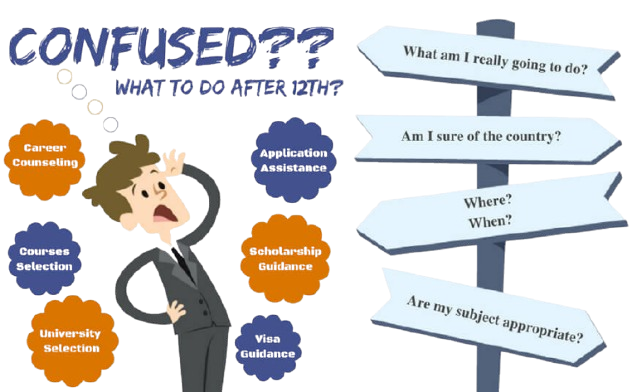 CONFUSED??
WHAT TO DO AFTER 12TH?
Career
Counseling
Courses
Selection
University
Selection
Application
Assistance
Scholarship
Guidance
Visa
Guidance
What am I really going to do?
Am I sure of the country?
Where?
When?
Are my subject appropriate?